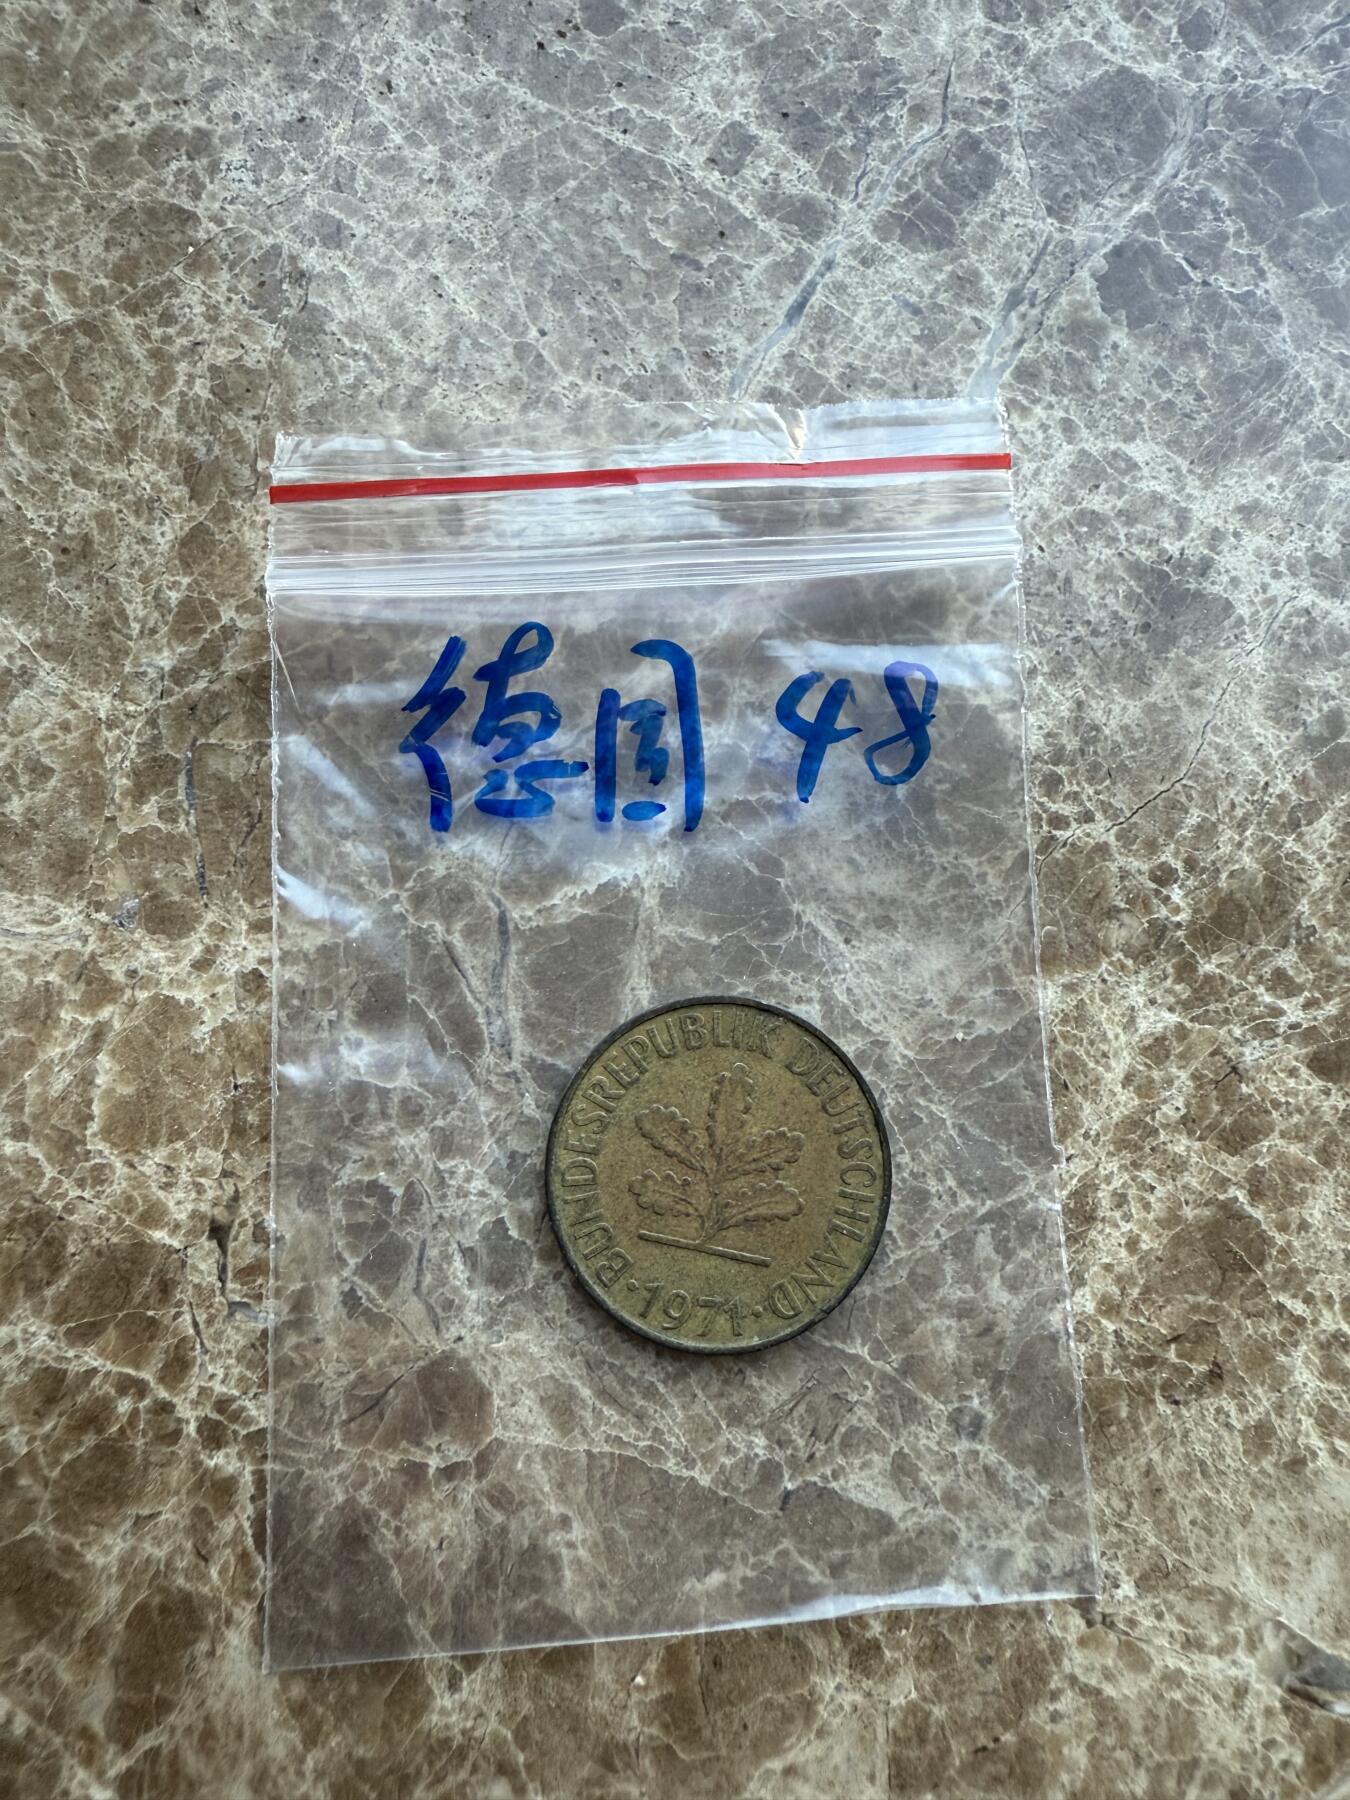 德国 48
BUNDESREPUBLIK DEUTSCHLAND
·1971·